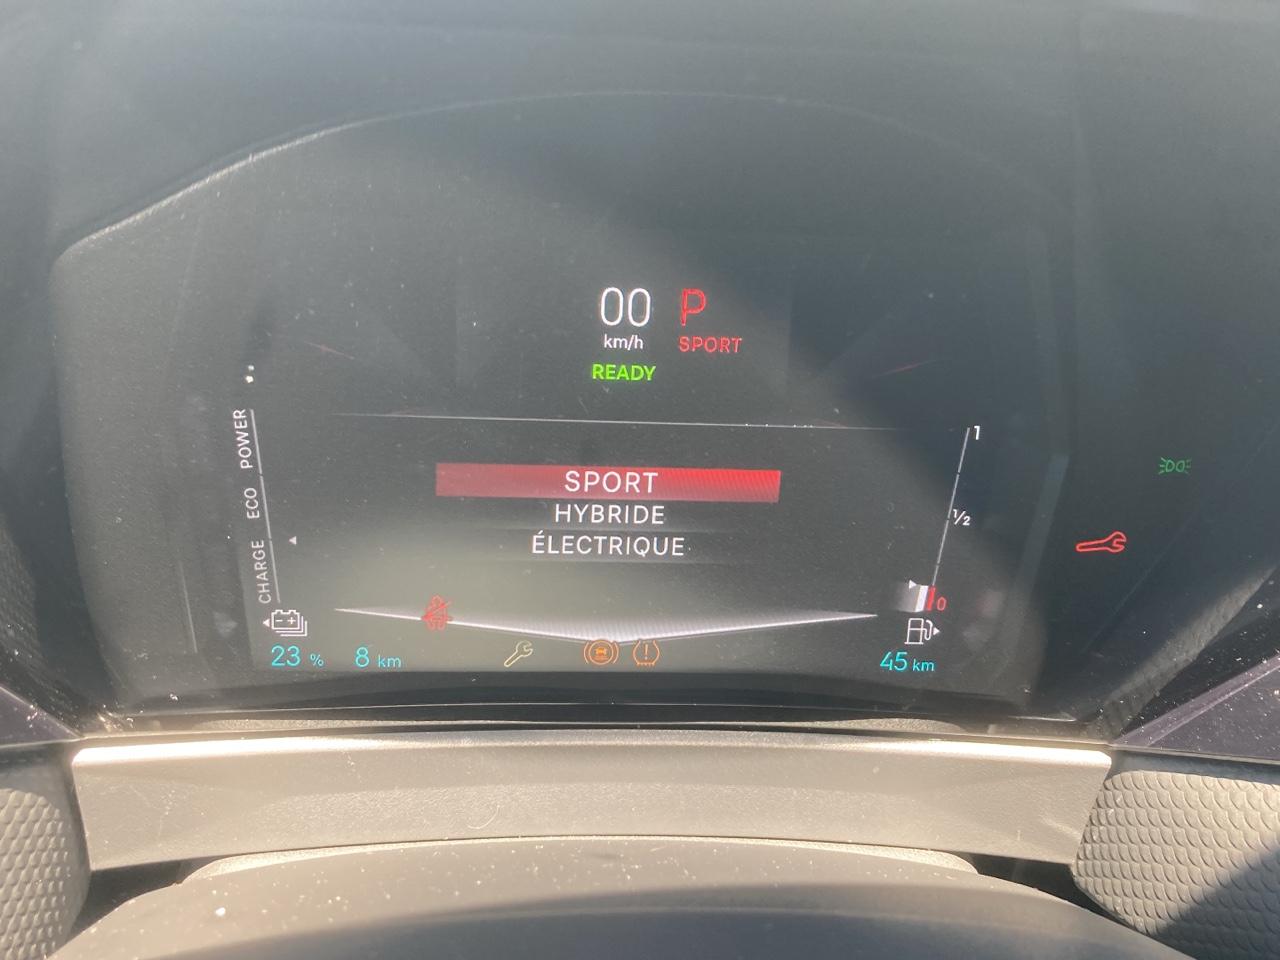 00 P
km/h SPORT
READY
POWER
ECO
CHARGE
SPORT
HYBRIDE
ÉLECTRIQUE
1
1/2
0
23 % 8 km
45 km